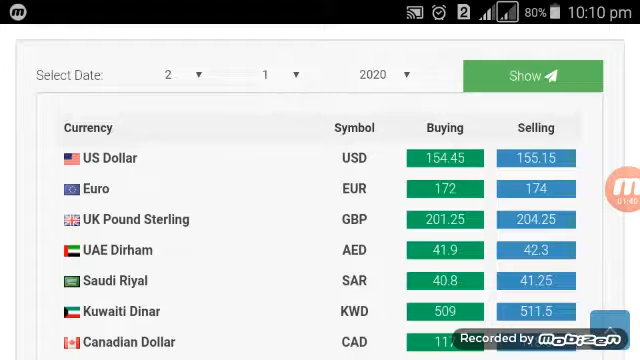 80% 10:10 pm
Select Date: 2 1 2020 Show
Currency Symbol Buying Selling
US Dollar USD 154.45 155.15
Euro EUR 172 174
UK Pound Sterling GBP 201.25 204.25
01:40
UAE Dirham AED 41.9 42.3
Saudi Riyal SAR 40.8 41.25
Kuwaiti Dinar KWD 509 511.5
Canadian Dollar CAD
Recorded by mobizen